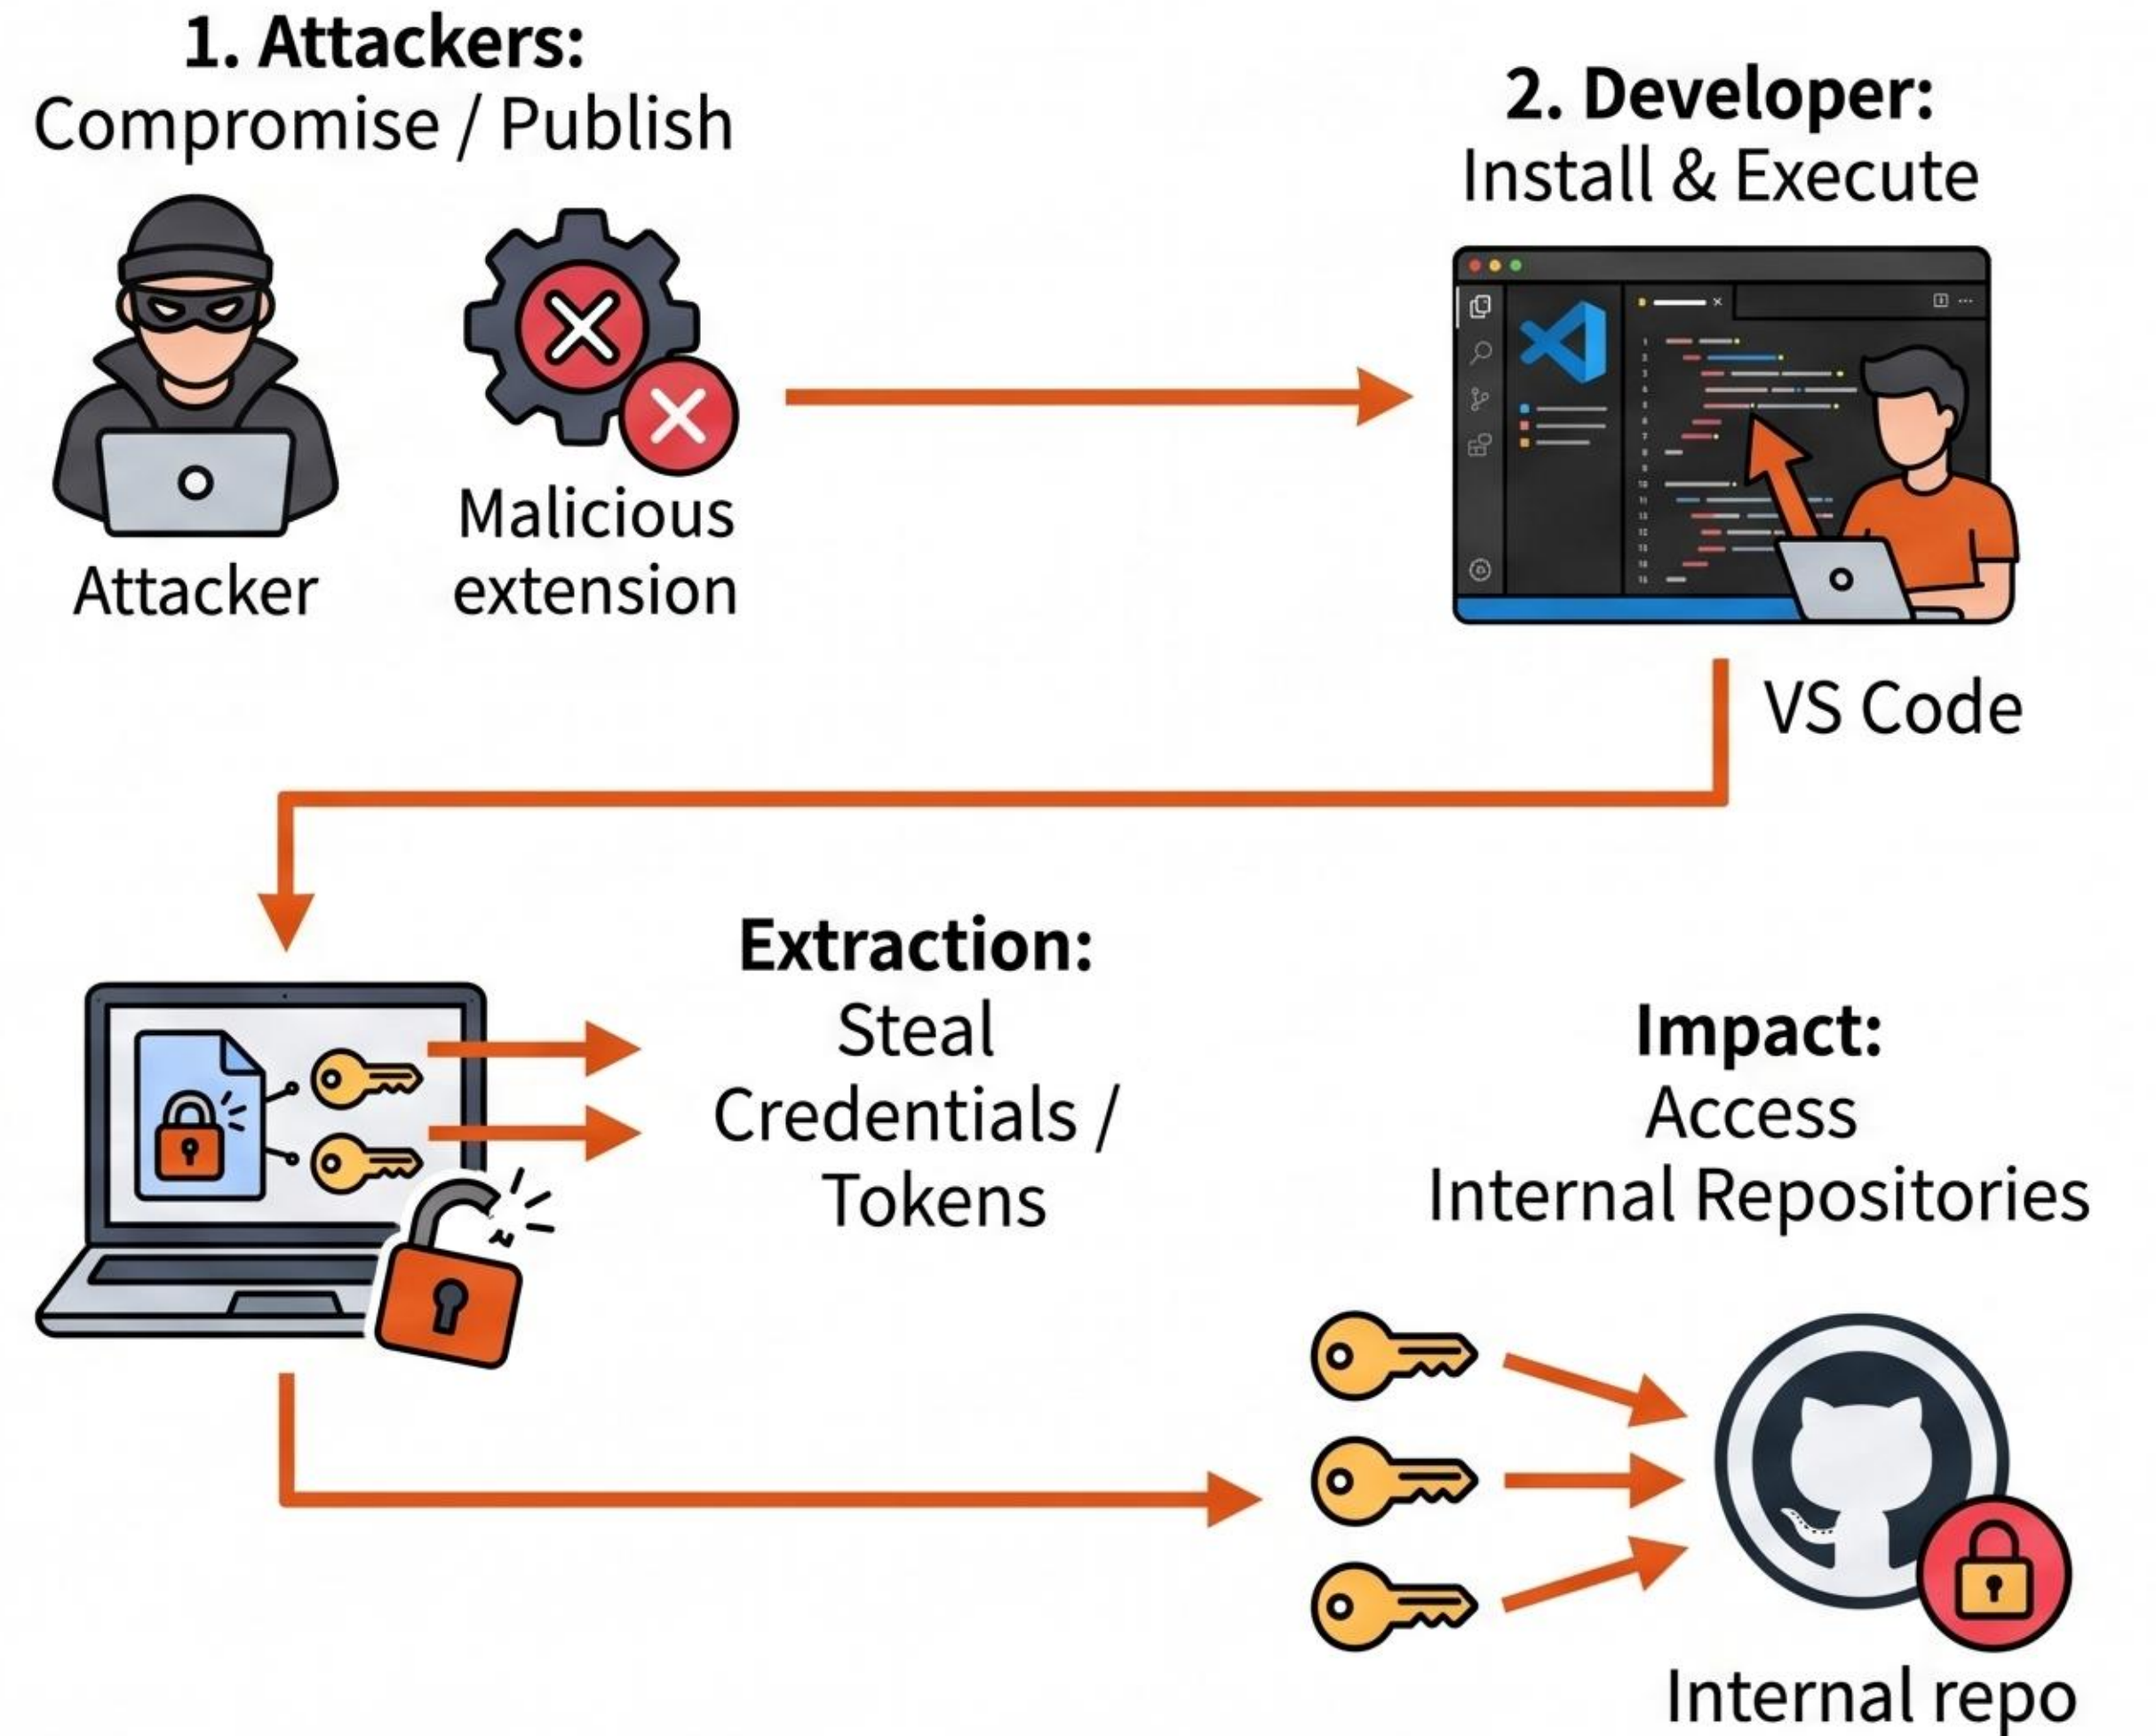 1. Attackers:
Compromise / Publish
Attacker
Malicious
extension
2. Developer:
Install & Execute
VS Code
Extraction:
Steal
Credentials /
Tokens
Impact:
Access
Internal Repositories
Internal repo